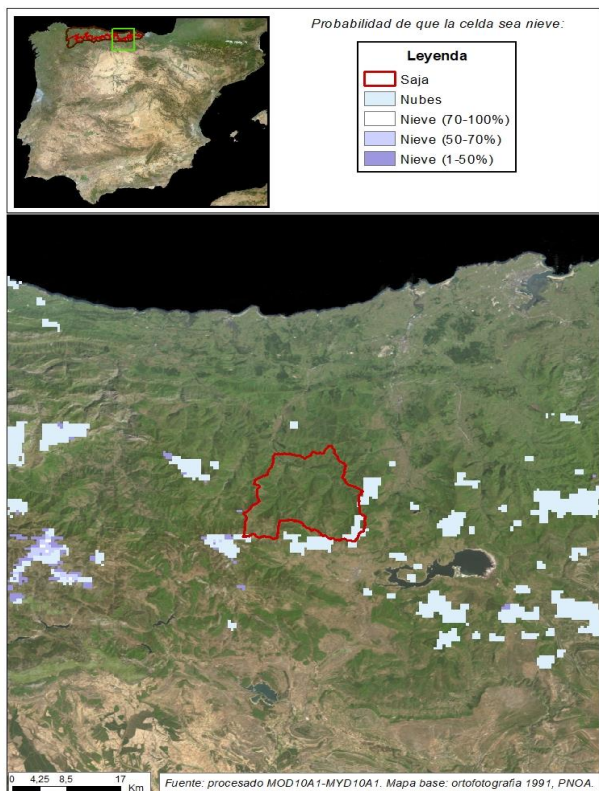 Probabilidad de que la celda sea nieve:
Leyenda
Saja
Nubes
Nieve (70-100%)
Nieve (50-70%)
Nieve (1-50%)
0 4,25 8,5 17
Km
Fuente: procesado MOD10A1-MYD10A1. Mapa base: ortofotografia 1991, PNOA.